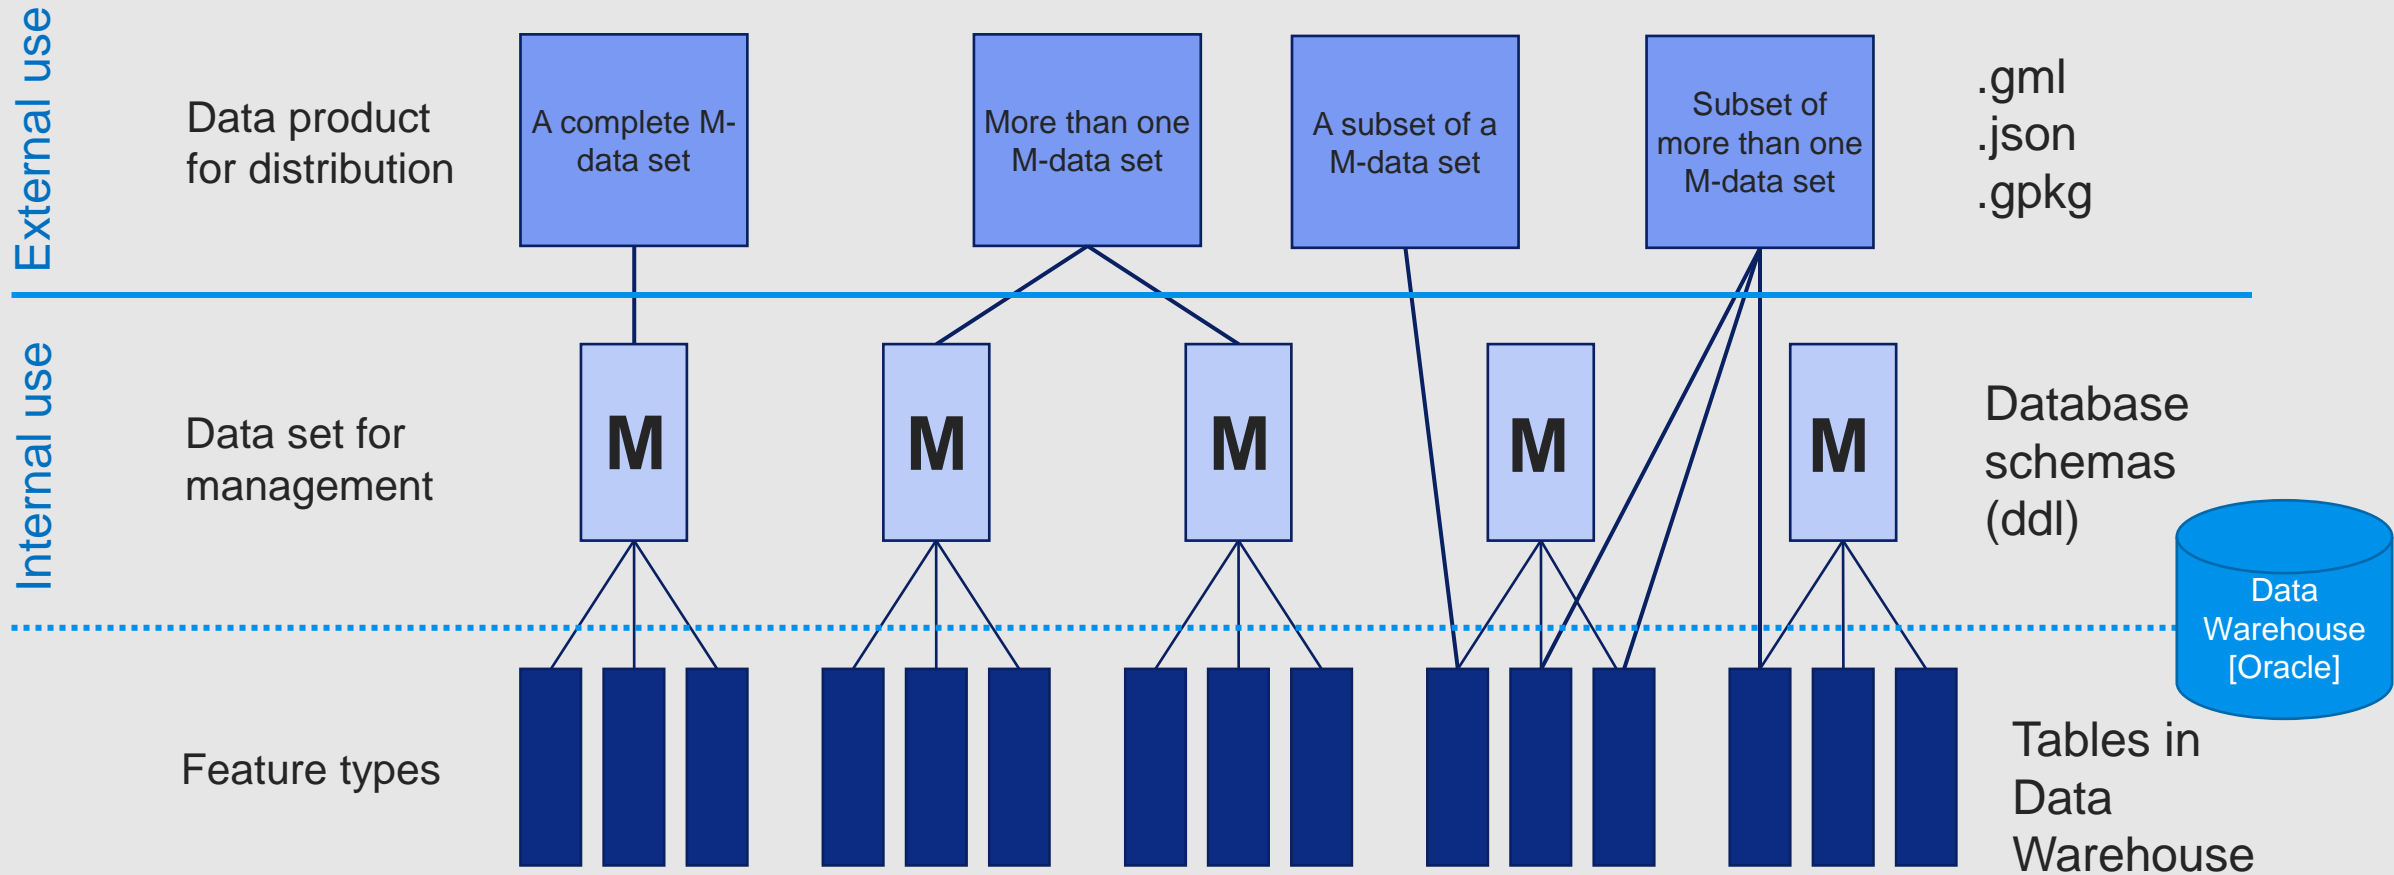 External use
Data product
for distribution
A complete M-
data set
More than one
M-data set
A subset of a
M-data set
Subset of
more than one
M-data set
.gml
.json
.gpkg
Internal use
Data set for
management
M
M
M
M
M
Database
schemas
(ddl)
Data
Warehouse
[Oracle]
Feature types
Tables in
Data
Warehouse